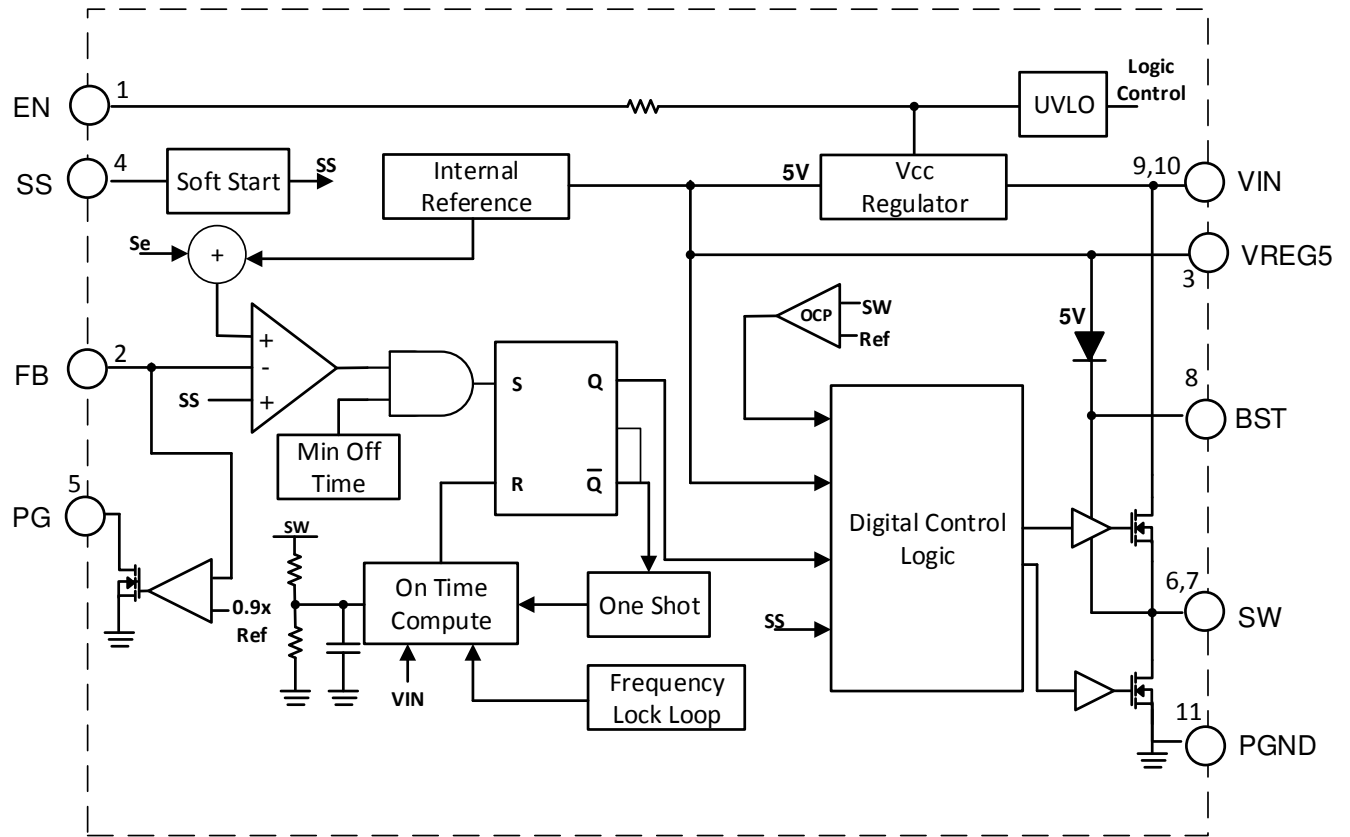 EN
1
UVLO
Logic
Control
SS
4
Soft Start
SS
Internal
Reference
5V
Vcc
Regulator
9,10
VIN
Se
+
VREG5
3
OCP
SW
Ref
5V
FB
2
+
-
SS
+
Min Off
Time
S
Q
R
Q̅
8
BST
PG
5
0.9x
Ref
SW
On Time
Compute
One Shot
VIN
Frequency
Lock Loop
Digital Control
Logic
SS
6,7
SW
11
PGND